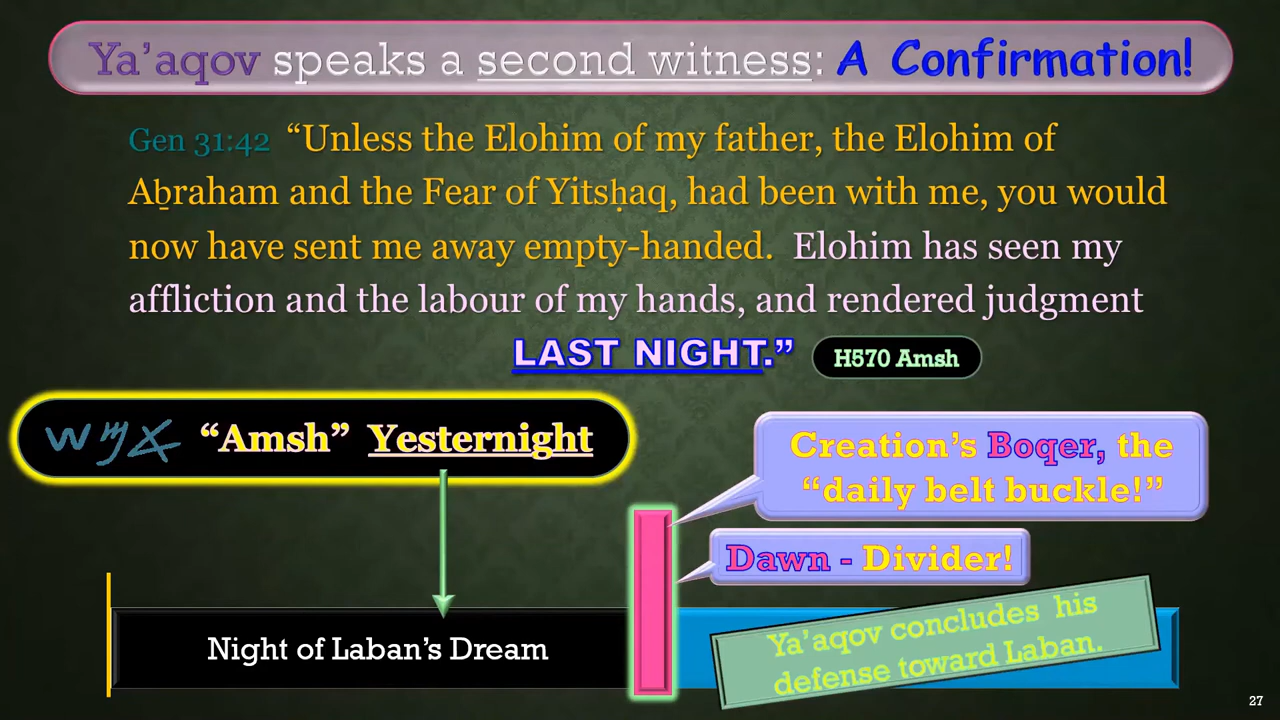 Ya’aqov speaks a second witness: A Confirmation!
Gen 31:42 “Unless the Elohim of my father, the Elohim of
Aḇraham and the Fear of Yitsḥaq, had been with me, you would
now have sent me away empty-handed. Elohim has seen my
affliction and the labour of my hands, and rendered judgment
LAST NIGHT.”
H570 Amsh
“Amsh” Yesternight
Creation’s Boqer, the
“daily belt buckle!”
Dawn - Divider!
Night of Laban’s Dream
Ya’aqov concludes his
defense toward Laban.
27